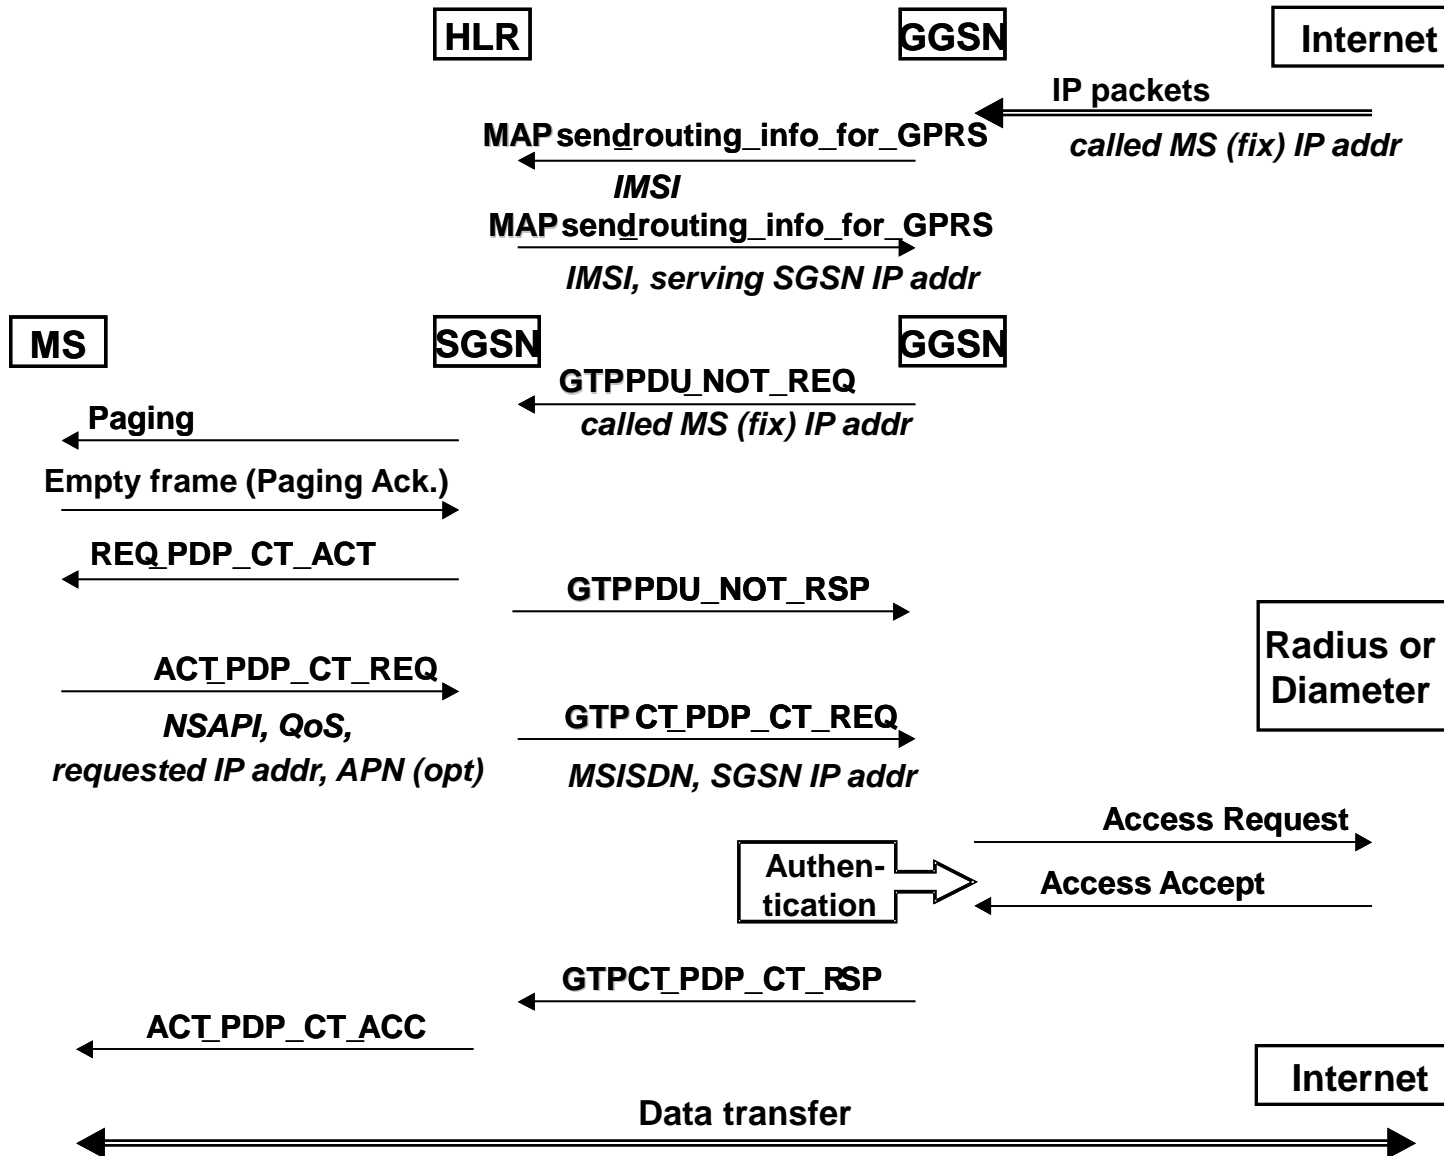 HLR
GGSN
Internet
IP packets
called MS (fix) IP addr
MAP send_routing_info_for_GPRS
IMSI
MAP send_routing_info_for_GPRS
IMSI, serving SGSN IP addr
MS
SGSN
GGSN
GTP PDU_NOT_REQ
called MS (fix) IP addr
Paging
Empty frame (Paging Ack.)
REQ_PDP_CT_ACT
GTP PDU_NOT_RSP
Radius or
Diameter
ACT_PDP_CT_REQ
NSAPI, QoS,
requested IP addr, APN (opt)
GTP CT_PDP_CT_REQ
MSISDN, SGSN IP addr
Access Request
Authen-
tication
Access Accept
GTP CT_PDP_CT_RSP
ACT_PDP_CT_ACC
Internet
Data transfer